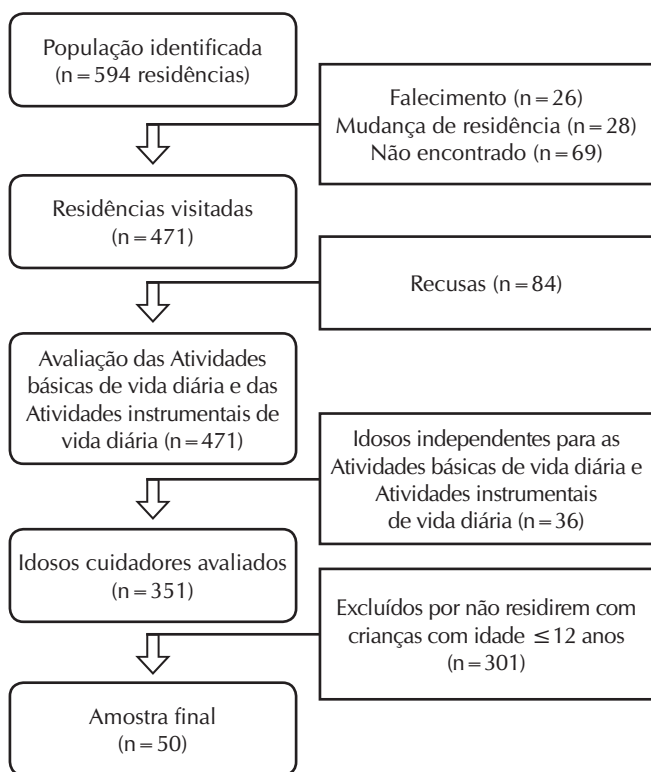 População identificada
(n=594 residências)
Falecimento (n=26)
Mudança de residência (n=28)
Não encontrado (n=69)
Residências visitadas
(n=471)
Recusas (n=84)
Avaliação das Atividades
básicas de vida diária e das
Atividades instrumentais de
vida diária (n=471)
Idosos independentes para as
Atividades básicas de vida diária e
Atividades instrumentais
de vida diária (n=36)
Idosos cuidadores avaliados
(n=351)
Excluídos por não residirem com
crianças com idade ≤12 anos
(n=301)
Amostra final
(n=50)